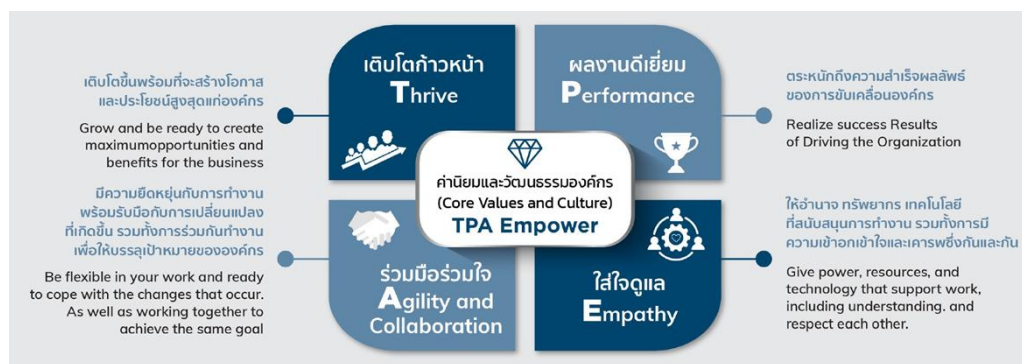 เติบโตขึ้นพร้อมที่จะสร้างโอกาส
และประโยชน์สูงสุดแก่องค์กร
Grow and be ready to create
maximumopportunities and
benefits for the business
เติบโตก้าวหน้า
Thrive
ผลงานดีเยี่ยม
Performance
ตระหนักถึงความสำเร็จผลลัพธ์
ของการขับเคลื่อนองค์กร
Realize success Results
of Driving the Organization
ค่านิยมและวัฒนธรรมองค์กร
(Core Values and Culture)
TPA Empower
มีความยืดหยุ่นกับการทำงาน
พร้อมรับมือกับการเปลี่ยนแปลง
ที่เกิดขึ้น รวมทั้งการร่วมกันทำงาน
เพื่อให้บรรลุเป้าหมายขององค์กร
Be flexible in your work and ready
to cope with the changes that occur.
As well as working together to
achieve the same goal
ร่วมมือร่วมใจ
Agility and
Collaboration
ใส่ใจดูแล
Empathy
ให้อำนาจ ทรัพยากร เทคโนโลยี
ที่สนับสนุนการทำงาน รวมทั้งการมี
ความเข้าอกเข้าใจและเคารพซึ่งกันและกัน
Give power, resources, and
technology that support work,
including understanding. and
respect each other.